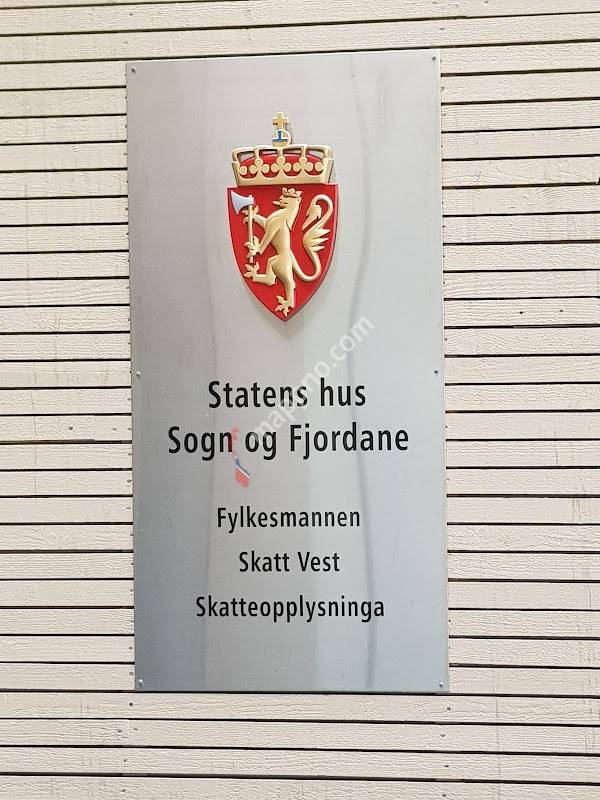 Statens hus
Sogn og Fjordane
Fylkesmannen
Skatt Vest
Skatteopplysninga